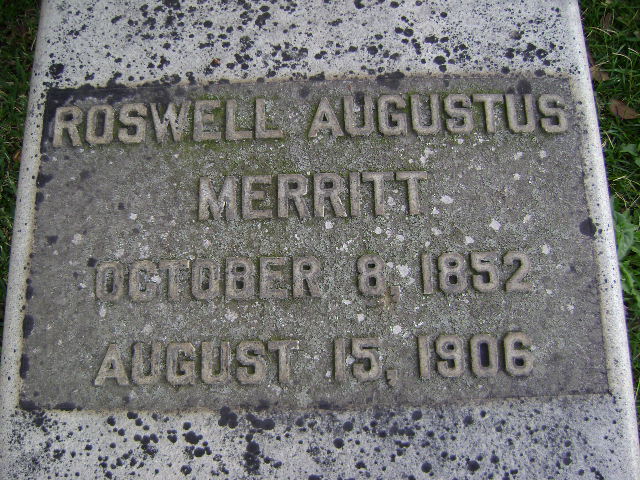 ROSWELL AUGUSTUS
MERRITT
OCTOBER 8, 1852
AUGUST 15, 1906